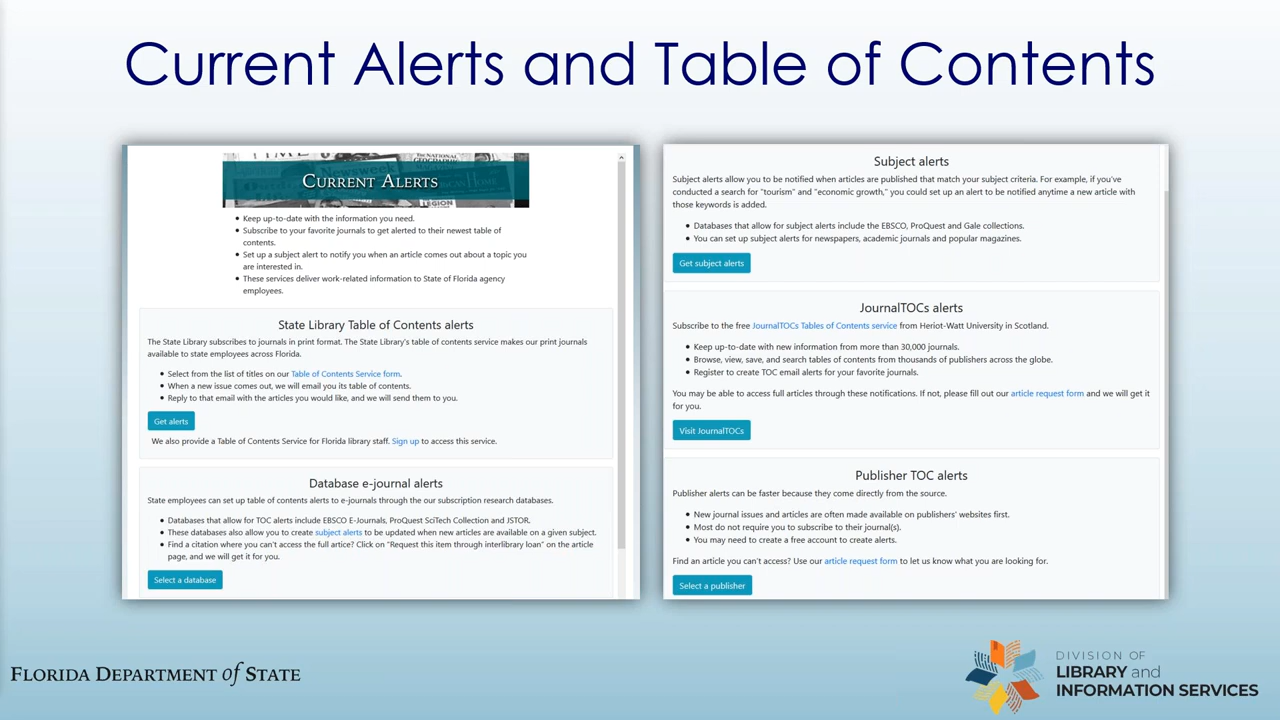 Current Alerts and Table of Contents
CURRENT ALERTS
• Keep up-to-date with the information you need.
• Subscribe to your favorite journals to get alerted to their newest table of
contents.
• Set up a subject alert to notify you when an article comes out about a topic you
are interested in.
• These services deliver work-related information to State of Florida agency
employees.
State Library Table of Contents alerts
The State Library subscribes to journals in print format. The State Library's table of contents service makes our print journals
available to state employees across Florida.
• Select from the list of titles on our Table of Contents Service form.
• When a new issue comes out, we will email you its table of contents.
• Reply to that email with the articles you would like, and we will send them to you.
Get alerts
We also provide a Table of Contents Service for Florida library staff. Sign up to access this service.
Database e-journal alerts
State employees can set up table of contents alerts to e-journals through the our subscription research databases.
• Databases that allow for TOC alerts include EBSCO E-Journals, ProQuest SciTech Collection and JSTOR.
• These databases also allow you to create subject alerts to be updated when new articles are available on a given subject.
• Find a citation where you can't access the full artice? Click on "Request this item through interlibrary loan" on the article
page, and we will get it for you.
Select a database
Subject alerts
Subject alerts allow you to be notified when articles are published that match your subject criteria. For example, if you've
conducted a search for "tourism" and "economic growth," you could set up an alert to be notified anytime a new article with
those keywords is added.
• Databases that allow for subject alerts include the EBSCO, ProQuest and Gale collections.
• You can set up subject alerts for newspapers, academic journals and popular magazines.
Get subject alerts
JournalTOCs alerts
Subscribe to the free JournalTOCs Tables of Contents service from Heriot-Watt University in Scotland.
• Keep up-to-date with new information from more than 30,000 journals.
• Browse, view, save, and search tables of contents from thousands of publishers across the globe.
• Register to create TOC email alerts for your favorite journals.
You may be able to access full articles through these notifications. If not, please fill out our article request form and we will get it
for you.
Visit JournalTOCs
Publisher TOC alerts
Publisher alerts can be faster because they come directly from the source.
• New journal issues and articles are often made available on publishers' websites first.
• Most do not require you to subscribe to their journal(s).
• You may need to create a free account to create alerts.
Find an article you can't access? Use our article request form to let us know what you are looking for.
Select a publisher
FLORIDA DEPARTMENT of STATE
DIVISION OF
LIBRARY and
INFORMATION SERVICES